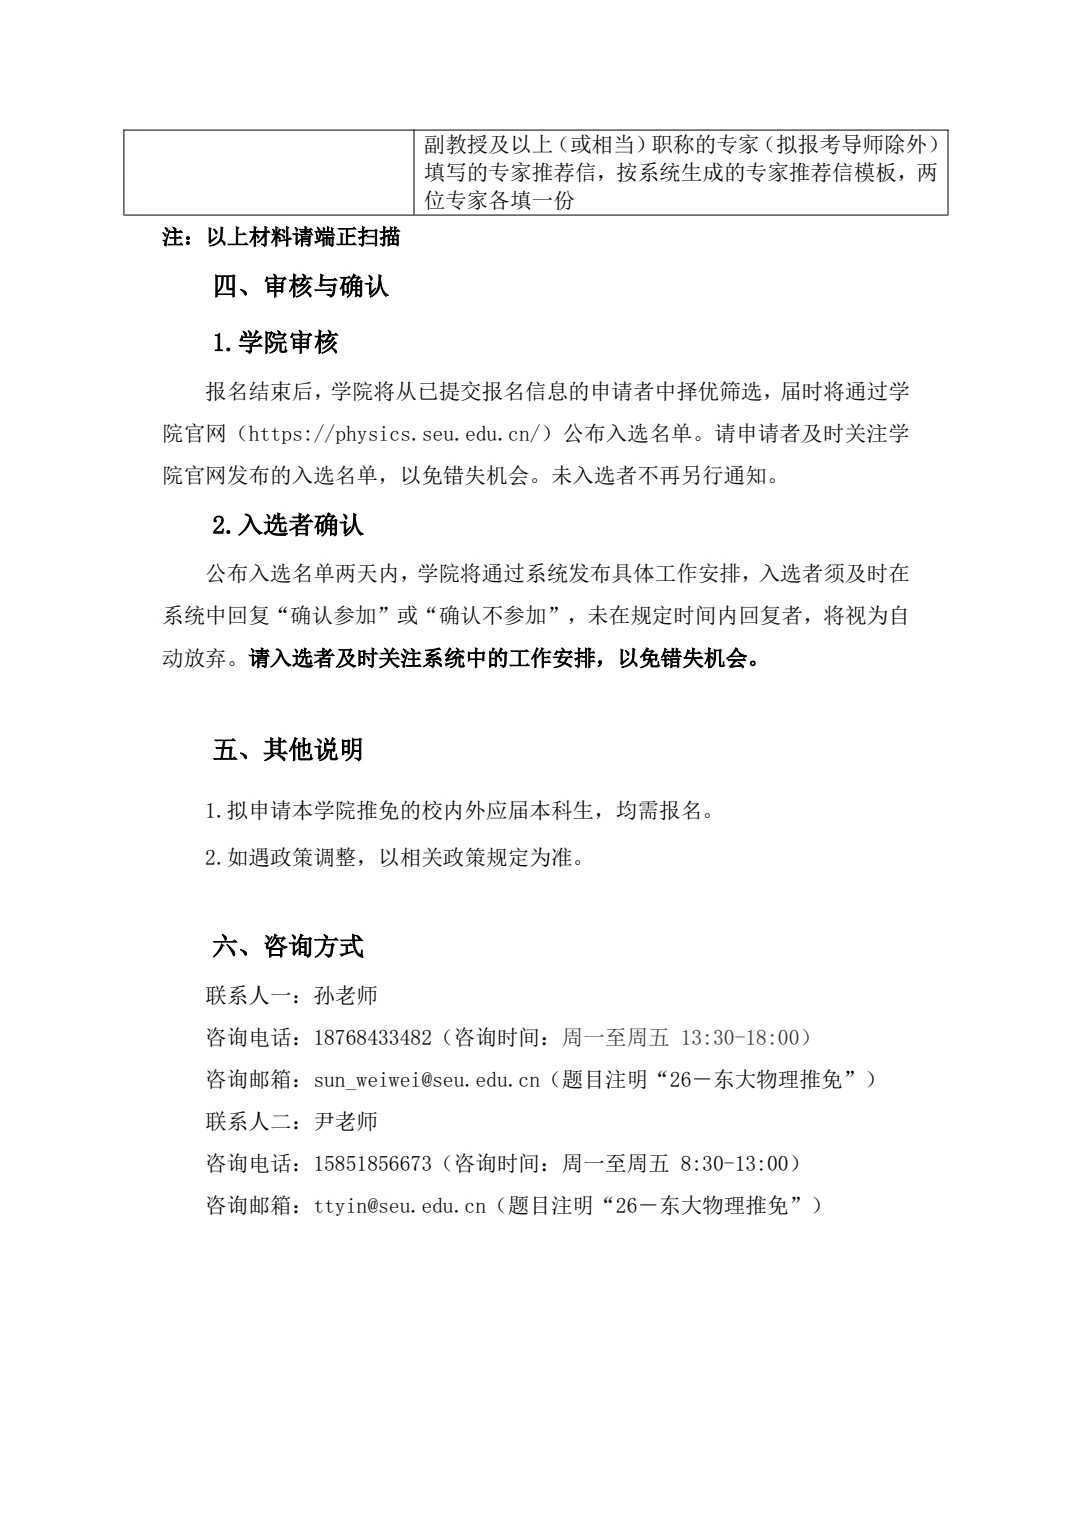 副教授及以上（或相当）职称的专家（拟报考导师除外）
填写的专家推荐信，按系统生成的专家推荐信模板，两
位专家各填一份
注：以上材料请端正扫描
四、审核与确认
1.学院审核
报名结束后，学院将从已提交报名信息的申请者中择优筛选，届时将通过学
院官网（https://physics.seu.edu.cn/）公布入选名单。请申请者及时关注学
院官网发布的入选名单，以免错失机会。未入选者不再另行通知。
2.入选者确认
公布入选名单两天内，学院将通过系统发布具体工作安排，入选者须及时在
系统中回复“确认参加”或“确认不参加”，未在规定时间内回复者，将视为自
动放弃。请入选者及时关注系统中的工作安排，以免错失机会。
五、其他说明
1.拟申请本学院推免的校内外应届本科生，均需报名。
2.如遇政策调整，以相关政策规定为准。
六、咨询方式
联系人一：孙老师
咨询电话：18768433482（咨询时间：周一至周五 13:30-18:00）
咨询邮箱：sun_weiwei@seu.edu.cn（题目注明“26－东大物理推免”）
联系人二：尹老师
咨询电话：15851856673（咨询时间：周一至周五 8:30-13:00）
咨询邮箱：ttyin@seu.edu.cn（题目注明“26－东大物理推免”）